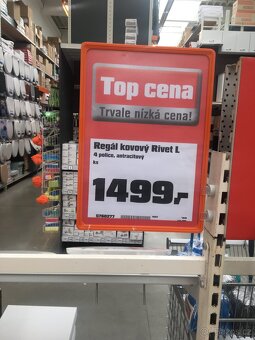 Top cena
Trvale nízká cena!
Regál kovový Rivet L
4 police, antracitový
ks
1499,-